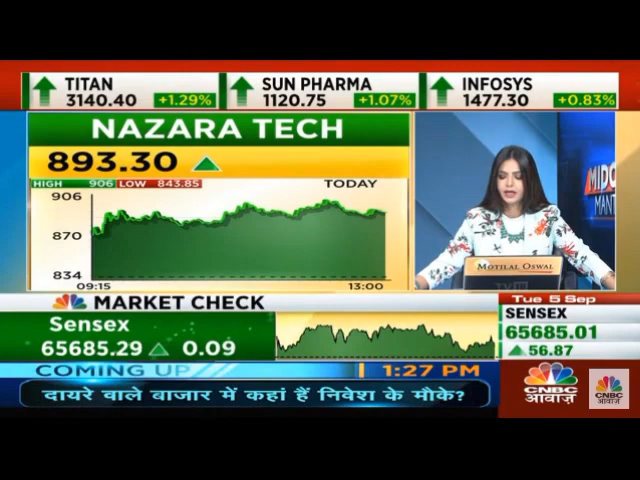 TITAN
3140.40 +1.29%
SUN PHARMA
1120.75 +1.07%
INFOSYS
1477.30 +0.83%
NAZARA TECH
893.30
HIGH 906 LOW 843.85 TODAY
906
870
834
09:15 13:00
MOTILAL OSWAL
MARKET CHECK
Sensex
65685.29 0.09
Tue 5 Sep
SENSEX
65685.01
56.87
COMING UP 1:27 PM
दायरे वाले बाजार में कहां हैं निवेश के मौके?
CNBC
आवाज़
CNBC
आवाज़